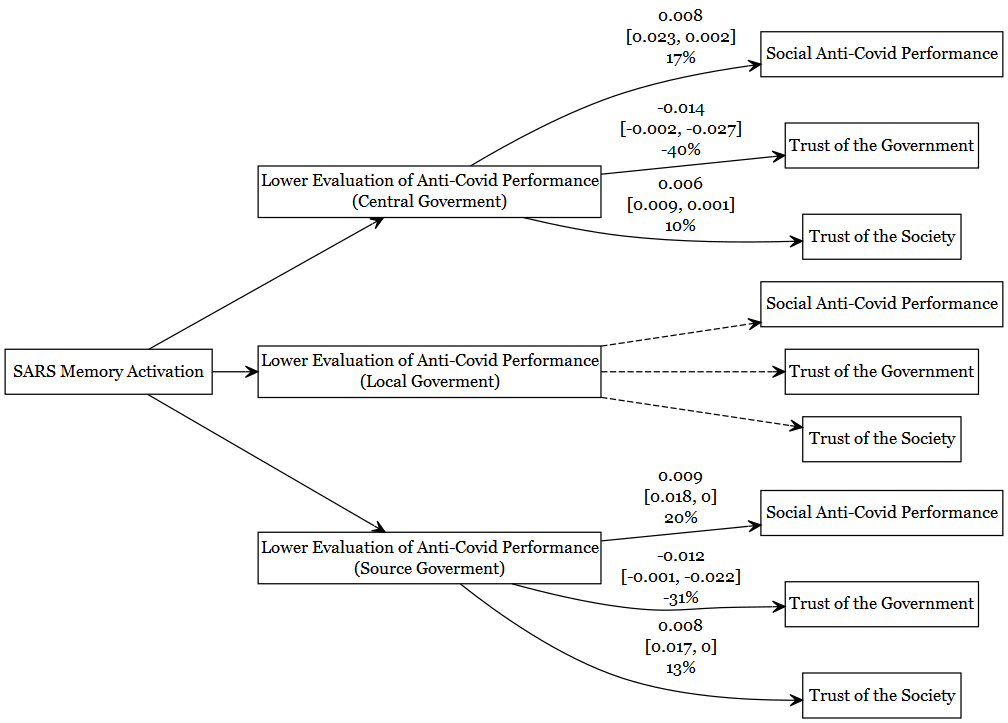 0.008
[0.023, 0.002]
17%
Social Anti-Covid Performance
-0.014
[-0.002, -0.027]
-40%
Trust of the Government
Lower Evaluation of Anti-Covid Performance
(Central Goverment)
0.006
[0.009, 0.001]
10%
Trust of the Society
Social Anti-Covid Performance
SARS Memory Activation
Lower Evaluation of Anti-Covid Performance
(Local Goverment)
Trust of the Government
Trust of the Society
0.009
[0.018, 0]
20%
Social Anti-Covid Performance
Lower Evaluation of Anti-Covid Performance
(Source Goverment)
-0.012
[-0.001, -0.022]
-31%
Trust of the Government
0.008
[0.017, 0]
13%
Trust of the Society